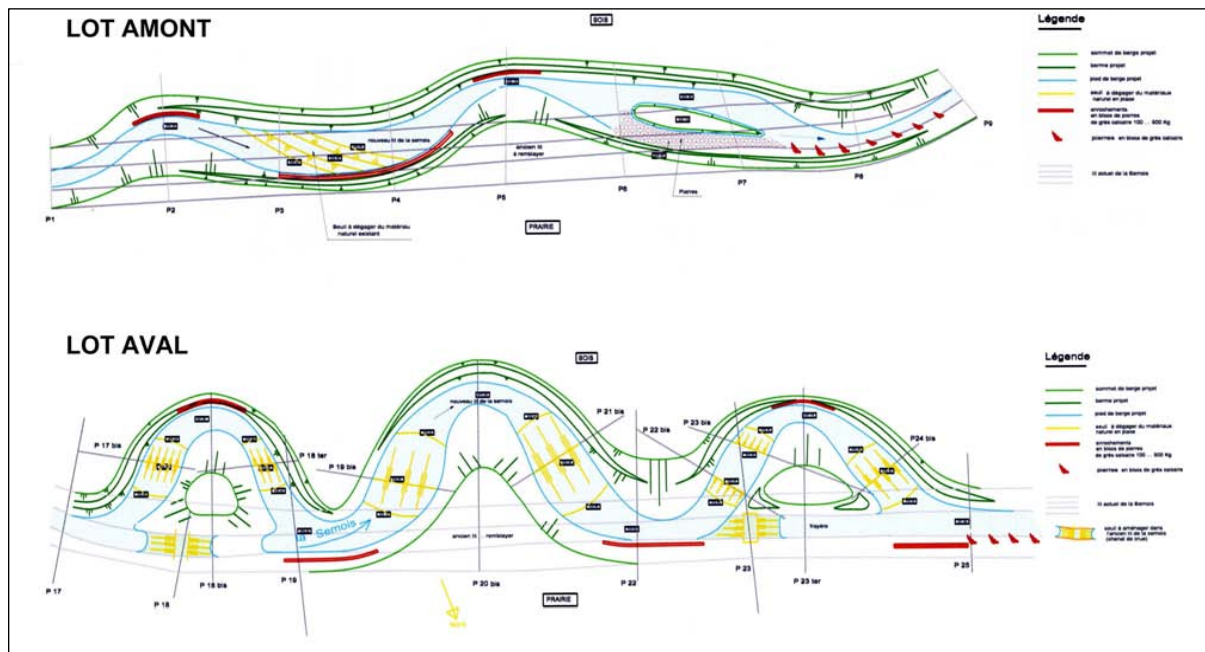 LOT AMONT
BOIS
Légende
sommet de berge projet
berme projet
pied de berge projet
seuil à dégager du matériaux
naturel en place
enrochements
en blocs de pierres
de grès calcaire 100 ... 500 Kg
pierres en blocs de grès calcaire
lit actuel de la Semois
nouveau lit de la semois
ancien lit
à remblayer
P1
P2
P3
P4
P5
P6
P7
P8
P9
Pierres
Seuil à dégager du matériau
naturel existant
PRAIRIE
LOT AVAL
BOIS
Légende
sommet de berge projet
berme projet
pied de berge projet
seuil à dégager du matériaux
naturel en place
enrochements
en blocs de pierres
de grès calcaire 100 ... 500 Kg
pierres en blocs de grès calcaire
lit actuel de la Semois
seuil à aménager dans
l'ancien lit de la semois
(chenal de crue)
nouveau lit de la semois
P 17 bis
P 18 ter
P 19 bis
P 21 bis
P 22 bis
P 23 bis
P24 bis
la Semois
ancien lit à remblayer
frayère
P 17
P 18
P 18 bis
P 19
P 20 bis
P 22
P 23
P 23 ter
P 25
PRAIRIE